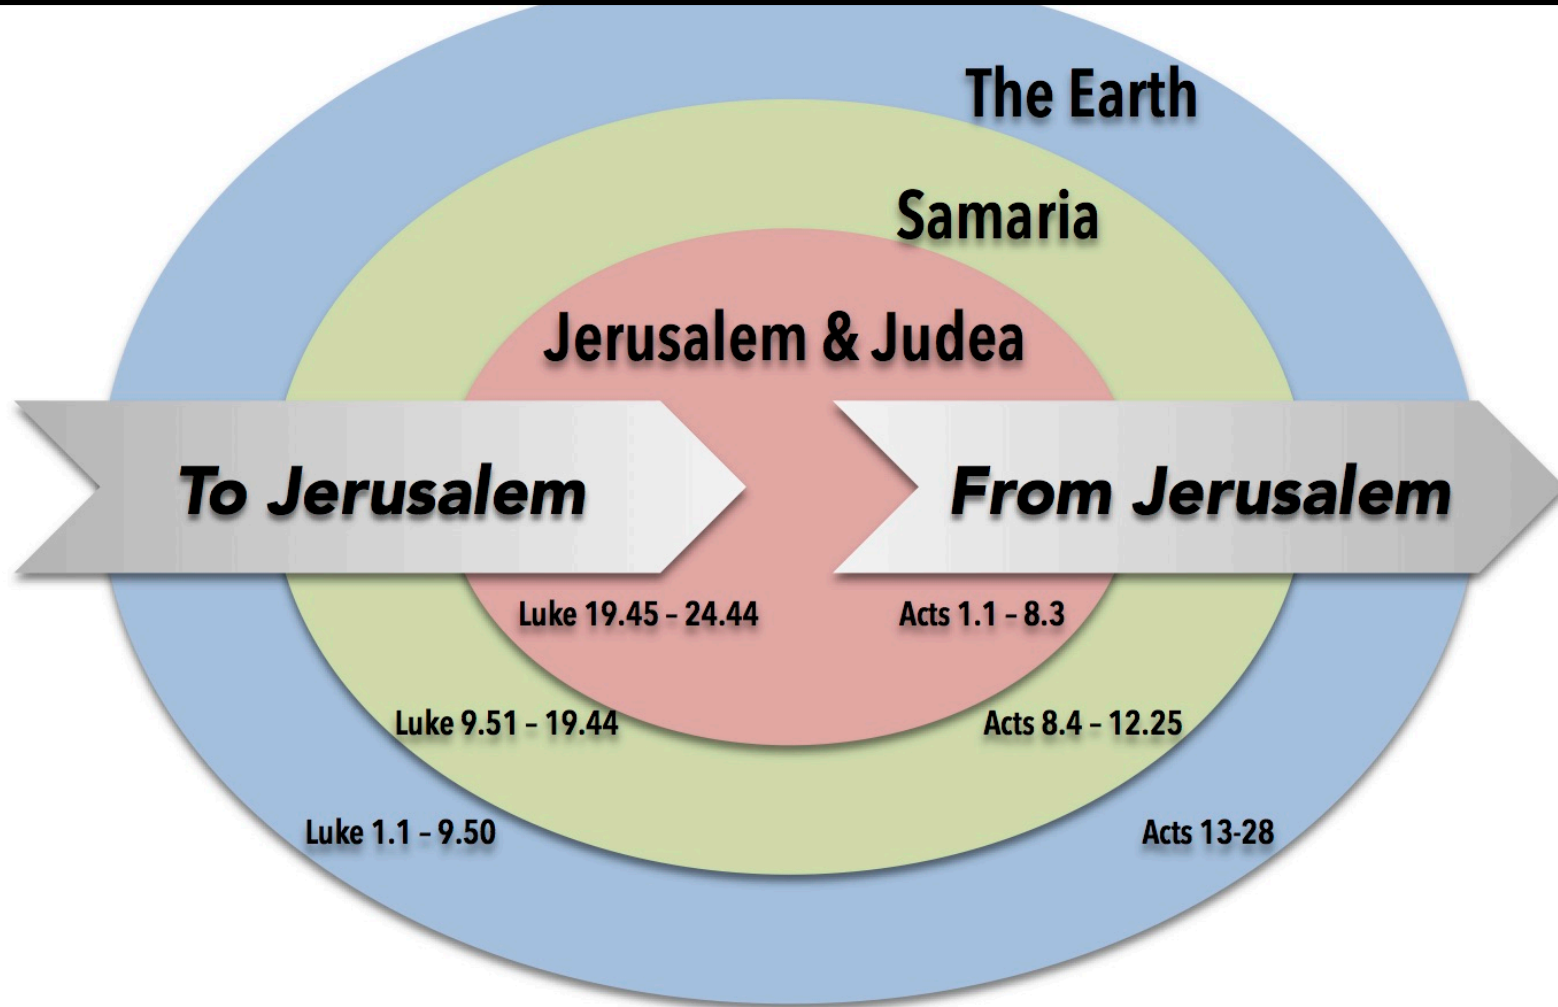 The Earth
Samaria
Jerusalem & Judea
To Jerusalem
From Jerusalem
Luke 19.45 – 24.44
Acts 1.1 – 8.3
Luke 9.51 – 19.44
Acts 8.4 – 12.25
Luke 1.1 – 9.50
Acts 13-28